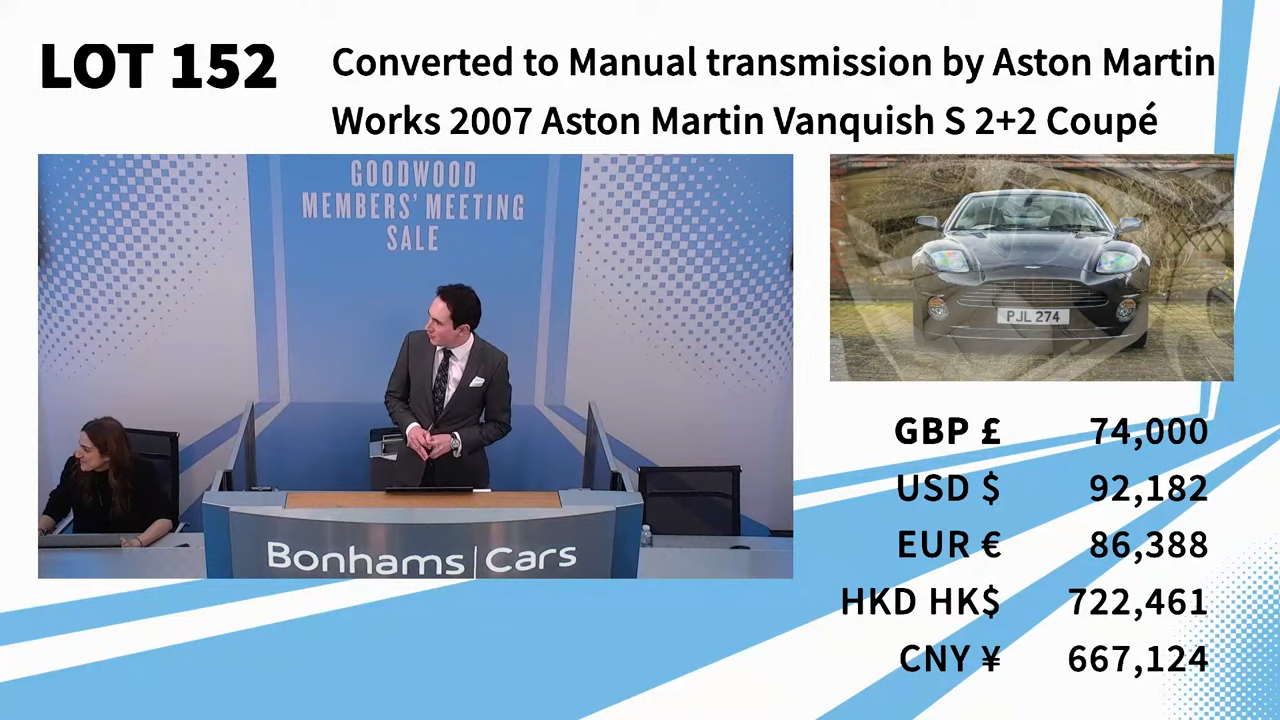 LOT 152
Converted to Manual transmission by Aston Martin
Works 2007 Aston Martin Vanquish S 2+2 Coupé
GOODWOOD
MEMBERS' MEETING
SALE
Bonhams|Cars
PJL 274
GBP £ 74,000
USD $ 92,182
EUR € 86,388
HKD HK$ 722,461
CNY ¥ 667,124